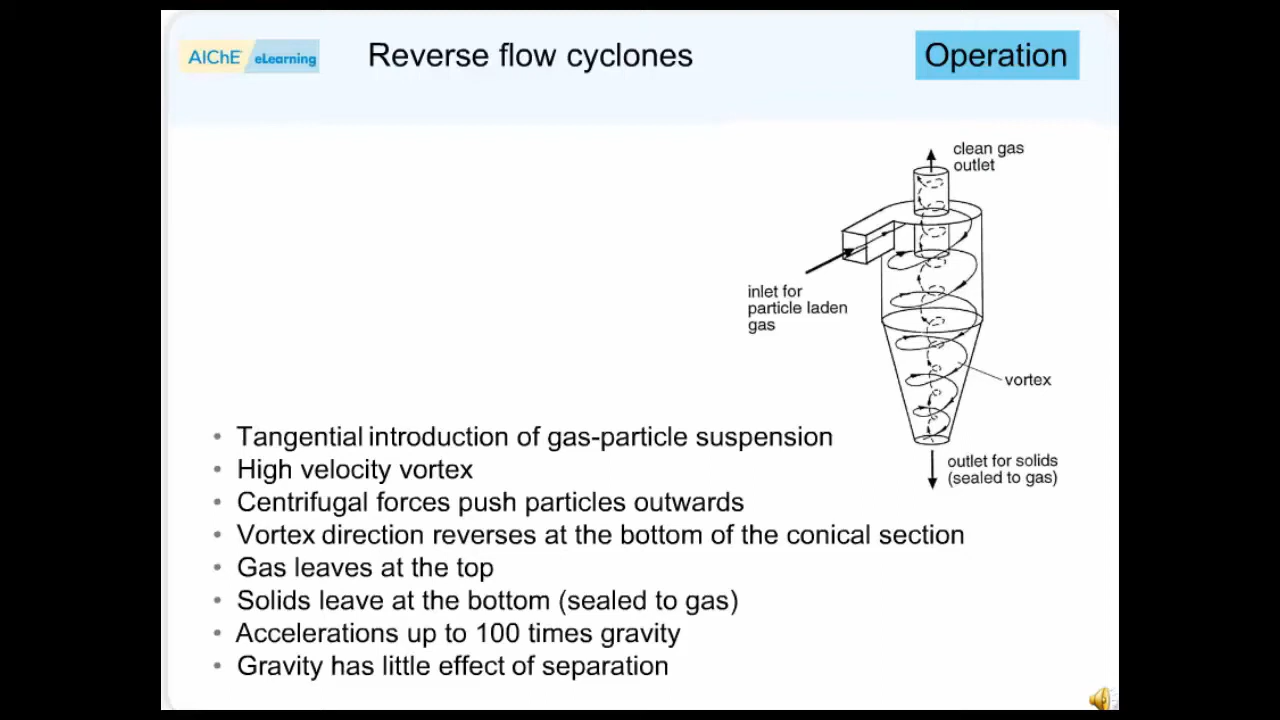 AIChE eLearning
Reverse flow cyclones
Operation
clean gas
outlet
inlet for
particle laden
gas
vortex
outlet for solids
(sealed to gas)
• Tangential introduction of gas-particle suspension
• High velocity vortex
• Centrifugal forces push particles outwards
• Vortex direction reverses at the bottom of the conical section
• Gas leaves at the top
• Solids leave at the bottom (sealed to gas)
• Accelerations up to 100 times gravity
• Gravity has little effect of separation